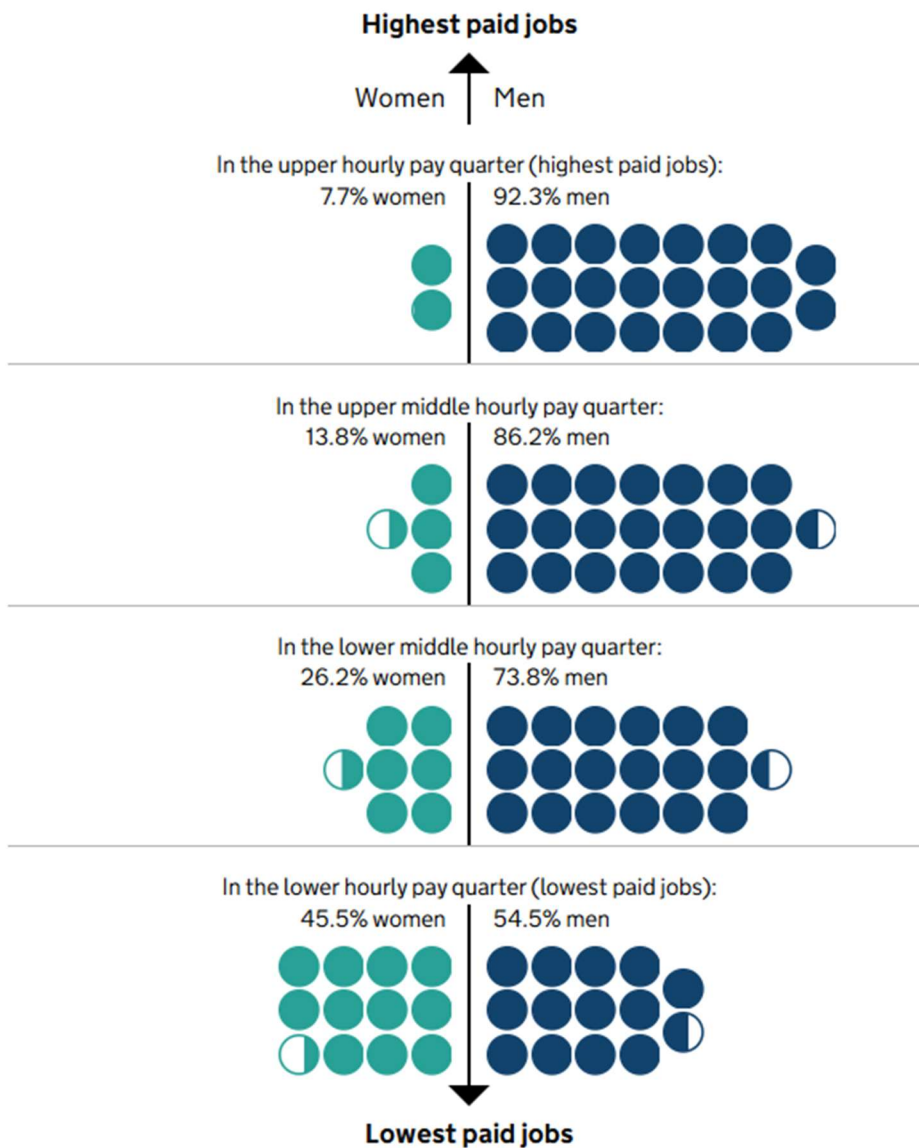 Highest paid jobs
Women Men
In the upper hourly pay quarter (highest paid jobs):
7.7% women 92.3% men
In the upper middle hourly pay quarter:
13.8% women 86.2% men
In the lower middle hourly pay quarter:
26.2% women 73.8% men
In the lower hourly pay quarter (lowest paid jobs):
45.5% women 54.5% men
Lowest paid jobs